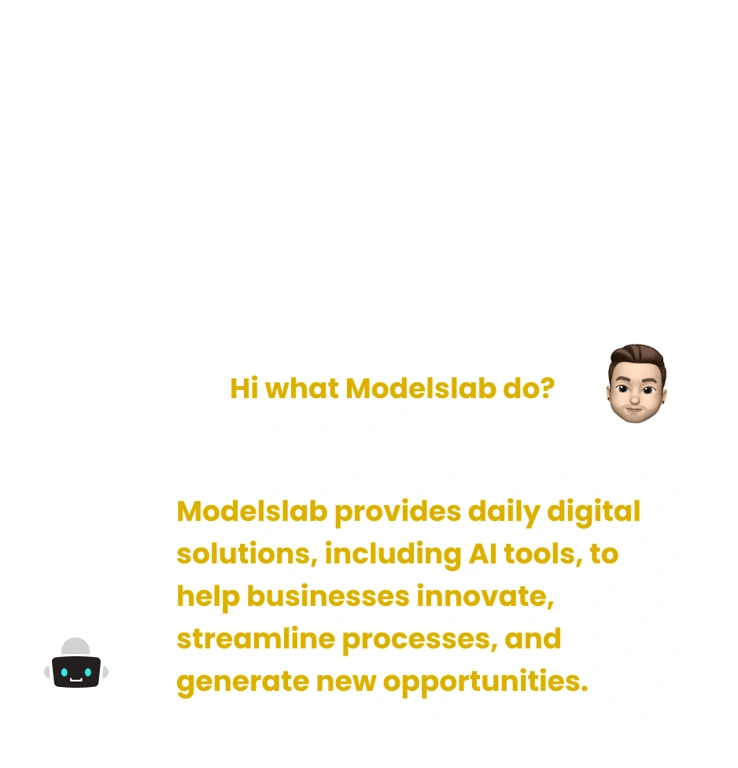 Hi what Modelslab do?
Modelslab provides daily digital
solutions, including AI tools, to
help businesses innovate,
streamline processes, and
generate new opportunities.